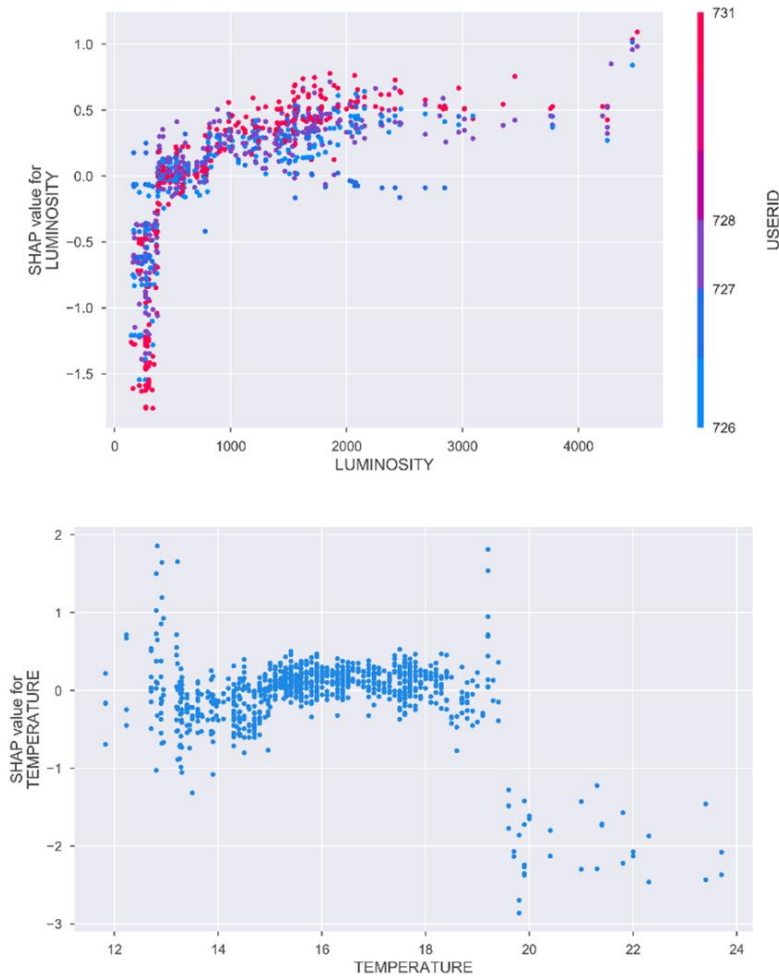 1.0
0.5
0.0
−0.5
−1.0
−1.5
SHAP value for
LUMINOSITY
0 1000 2000 3000 4000
LUMINOSITY
731
728
727
726
USERID
2
1
0
−1
−2
−3
SHAP value for
TEMPERATURE
12 14 16 18 20 22 24
TEMPERATURE